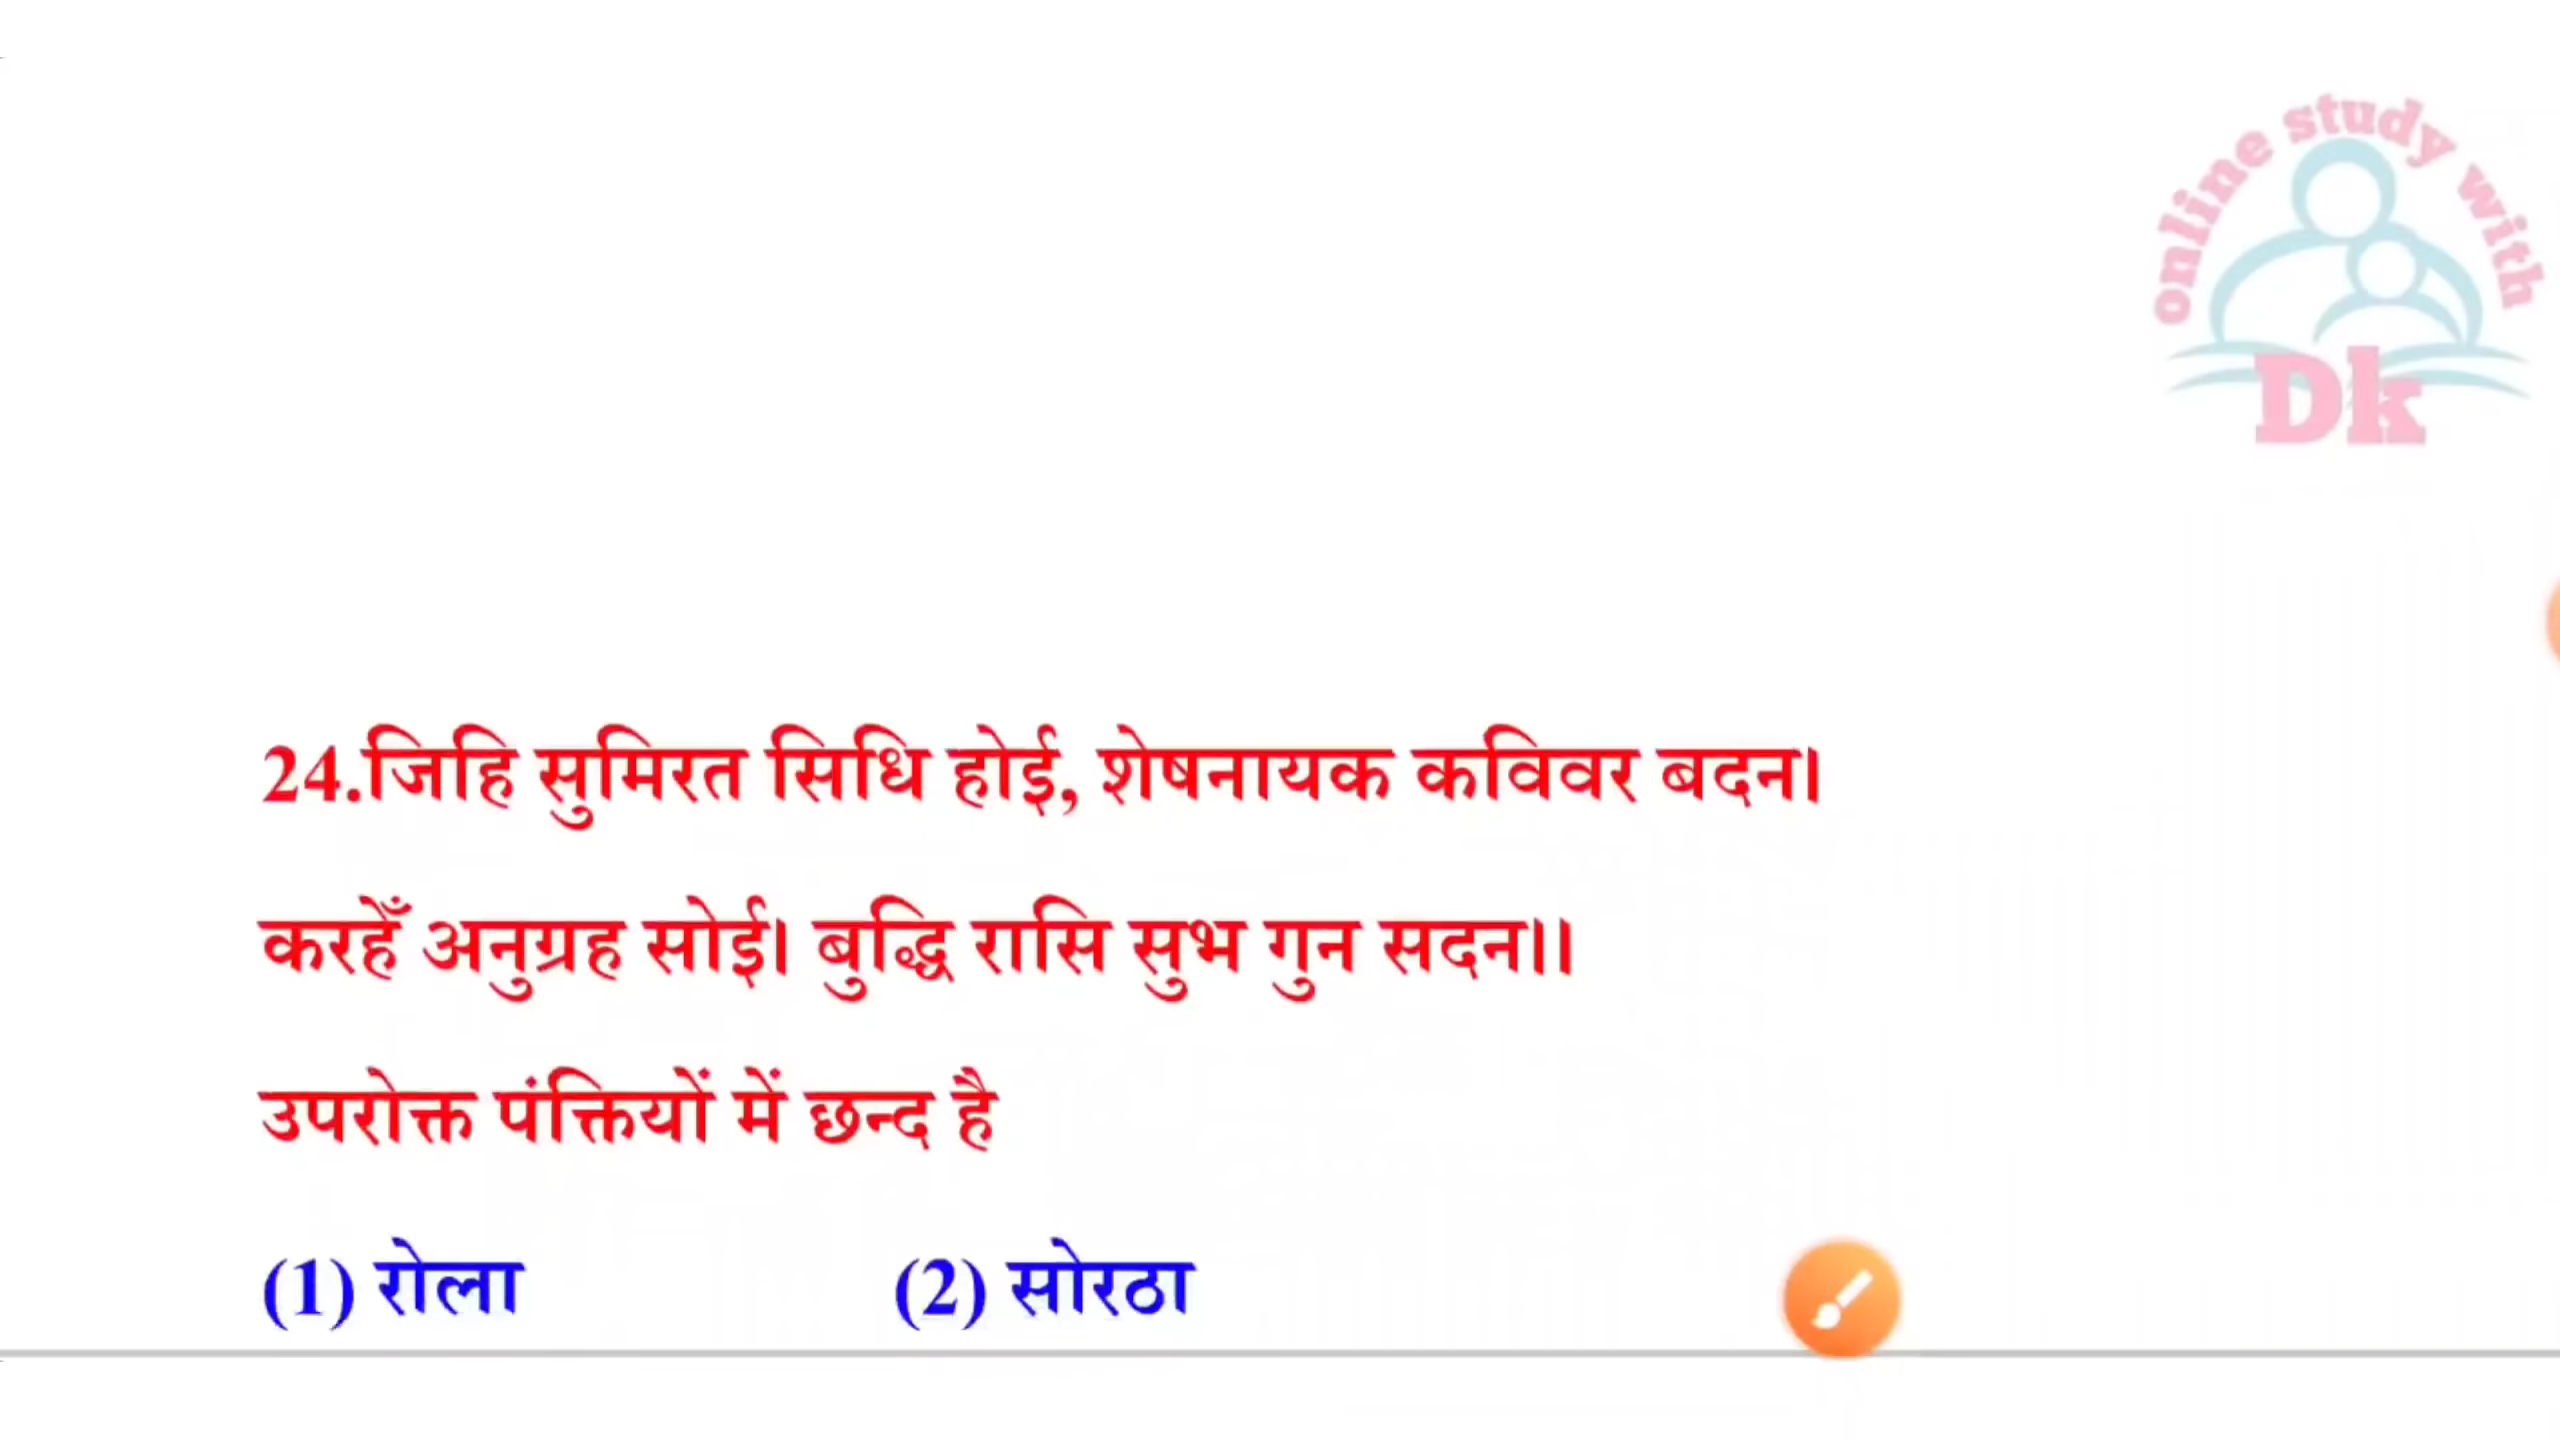 online study with
Dk
24.जिहि सुमिरत सिधि होई, शेषनायक कविवर बदन।
करहेँ अनुग्रह सोई। बुद्धि रासि सुभ गुन सदन।।
उपरोक्त पंक्तियों में छन्द है
(1) रोला (2) सोरठा